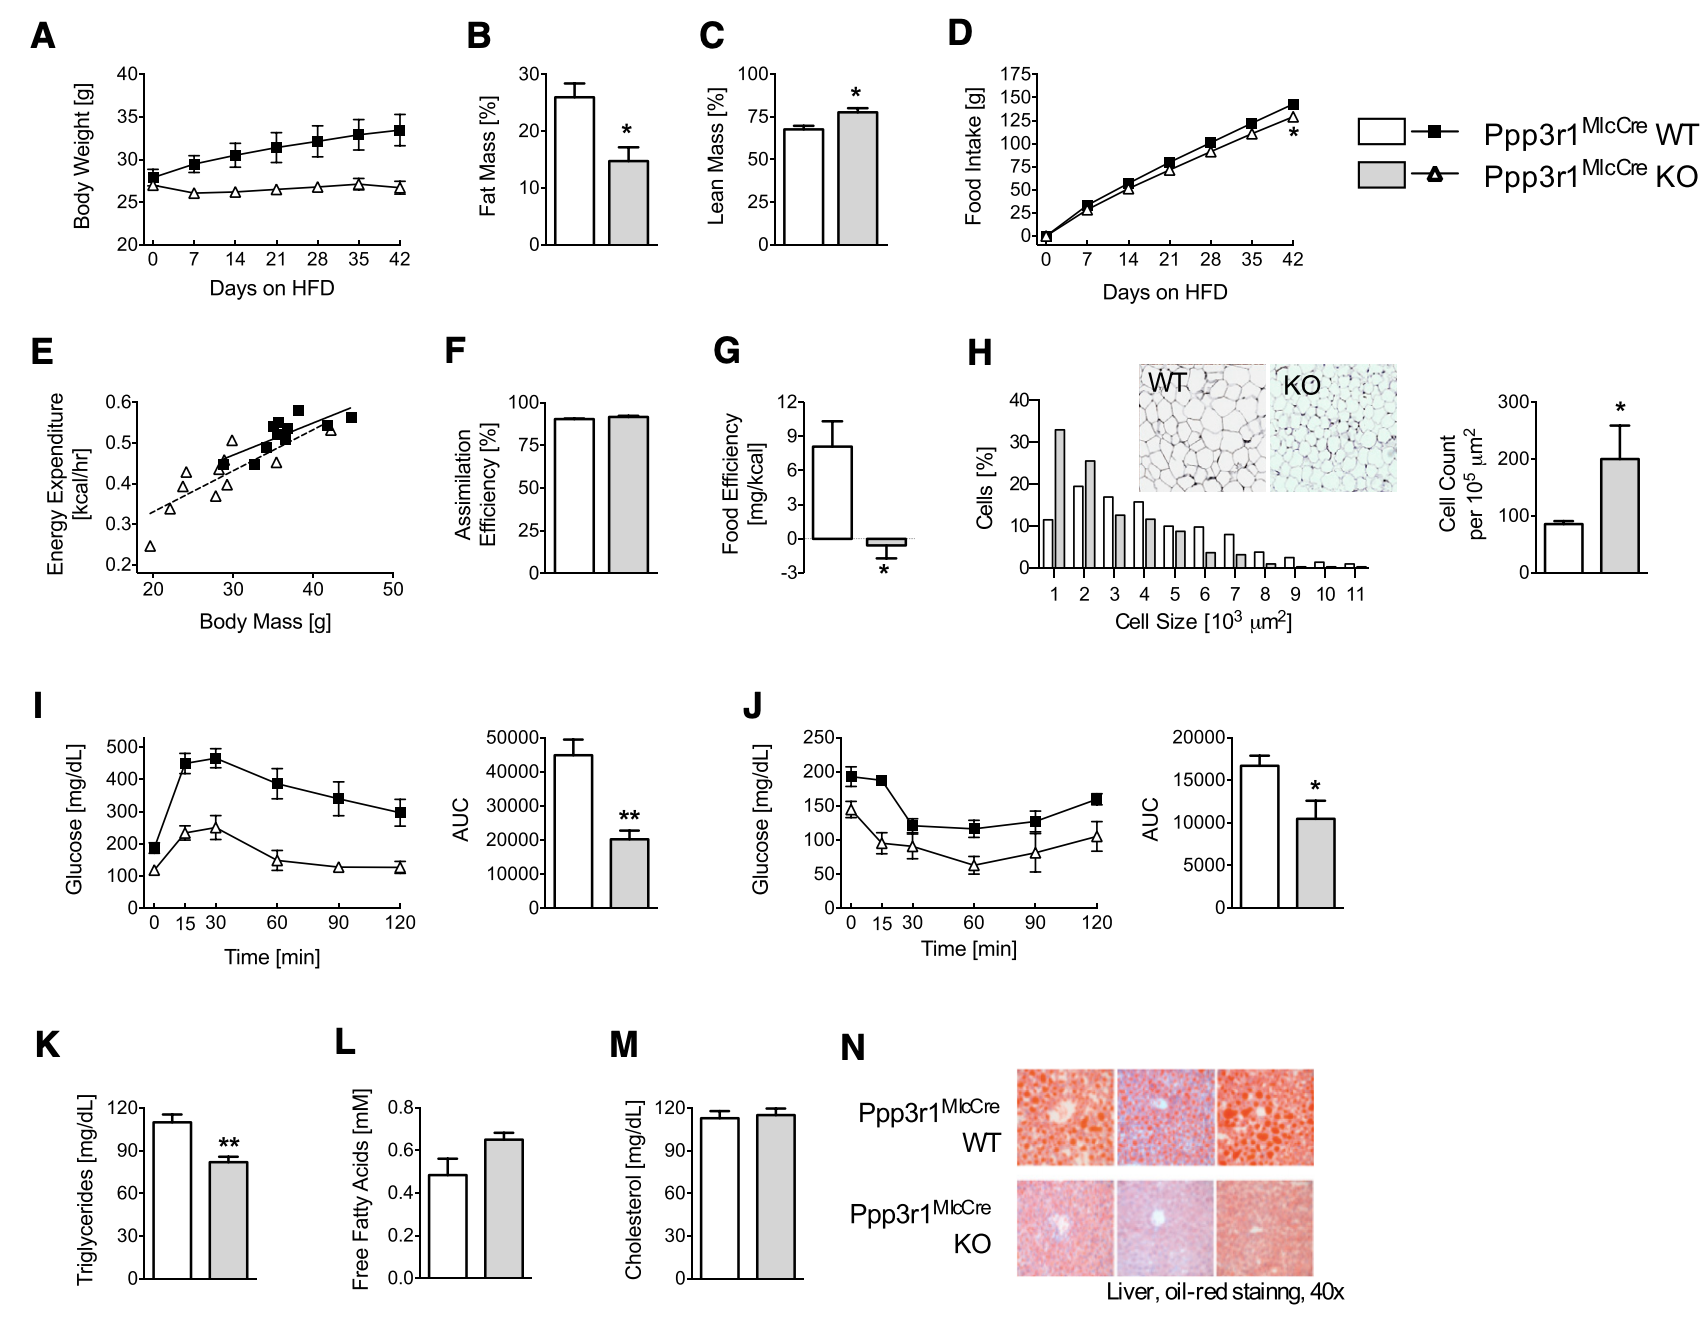 A
Body Weight [g]
40
35
30
25
20
0 7 14 21 28 35 42
Days on HFD
B
Fat Mass [%]
30
20
10
0
*
C
Lean Mass [%]
100
75
50
25
0
*
D
Food Intake [g]
175
150
125
100
75
50
25
0
*
0 7 14 21 28 35 42
Days on HFD
Ppp3r1MlcCre WT
Ppp3r1MlcCre KO
E
Energy Expenditure
[kcal/hr]
0.6
0.5
0.4
0.3
0.2
20 30 40 50
Body Mass [g]
F
Assimilation
Efficiency [%]
100
75
50
25
0
G
Food Efficiency
[mg/kcal]
12
9
6
3
0
-3
*
H
Cells [%]
40
30
20
10
0
WT
KO
1 2 3 4 5 6 7 8 9 10 11
Cell Size [10³ μm²]
Cell Count
per 10⁵ μm²
300
200
100
0
*
I
Glucose [mg/dL]
500
400
300
200
100
0
0 15 30 60 90 120
Time [min]
AUC
50000
40000
30000
20000
10000
0
**
J
Glucose [mg/dL]
250
200
150
100
50
0
0 15 30 60 90 120
Time [min]
AUC
20000
15000
10000
5000
0
*
K
Triglycerides [mg/dL]
120
90
60
30
0
**
L
Free Fatty Acids [mM]
0.8
0.6
0.4
0.2
0.0
M
Cholesterol [mg/dL]
120
90
60
30
0
N
Ppp3r1MlcCre
WT
Ppp3r1MlcCre
KO
Liver, oil-red stainng, 40x